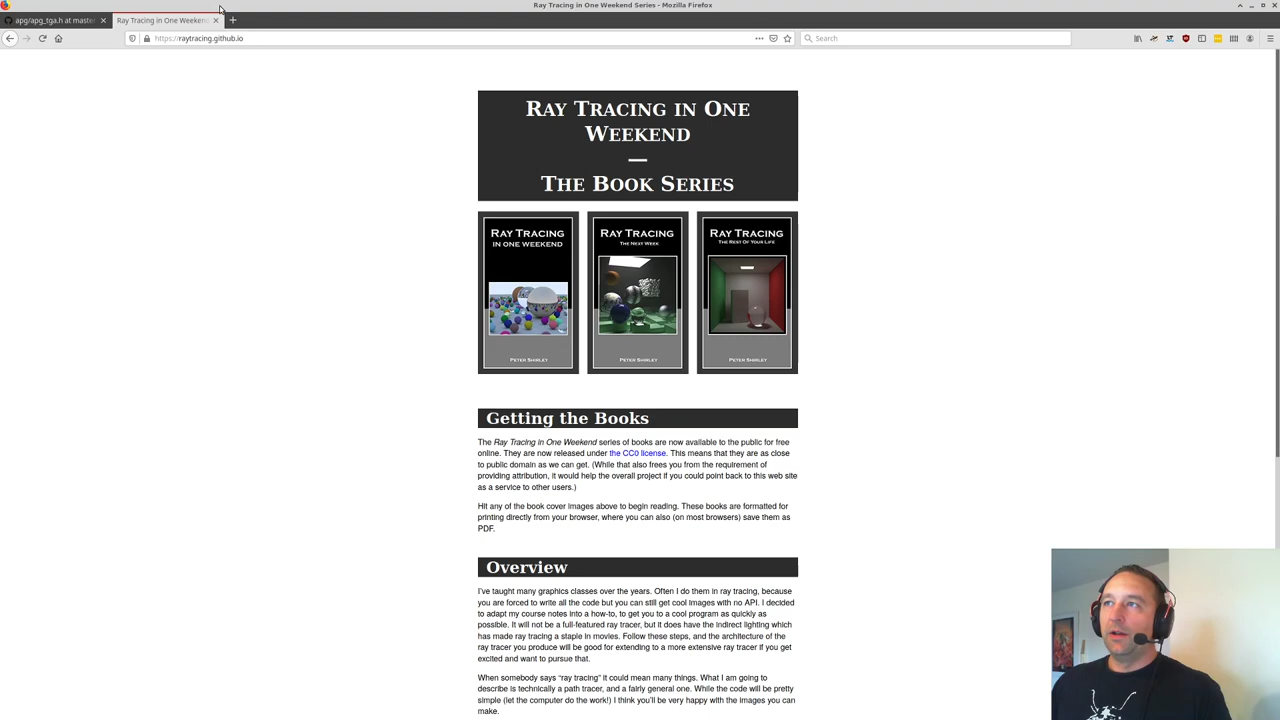 Ray Tracing in One Weekend Series - Mozilla Firefox
apg/apg_tga.h at master
Ray Tracing in One Weekend
https://raytracing.github.io
Search
Ray Tracing in One
Weekend
—
The Book Series
Ray Tracing
in One Weekend
Peter Shirley
Ray Tracing
The Next Week
Peter Shirley
Ray Tracing
The Rest Of Your Life
Peter Shirley
Getting the Books
The Ray Tracing in One Weekend series of books are now available to the public for free
online. They are now released under the CC0 license. This means that they are as close
to public domain as we can get. (While that also frees you from the requirement of
providing attribution, it would help the overall project if you could point back to this web site
as a service to other users.)
Hit any of the book cover images above to begin reading. These books are formatted for
printing directly from your browser, where you can also (on most browsers) save them as
PDF.
Overview
I've taught many graphics classes over the years. Often I do them in ray tracing, because
you are forced to write all the code but you can still get cool images with no API. I decided
to adapt my course notes into a how-to, to get you to a cool program as quickly as
possible. It will not be a full-featured ray tracer, but it does have the indirect lighting which
has made ray tracing a staple in movies. Follow these steps, and the architecture of the
ray tracer you produce will be good for extending to a more extensive ray tracer if you get
excited and want to pursue that.
When somebody says “ray tracing” it could mean many things. What I am going to
describe is technically a path tracer, and a fairly general one. While the code will be pretty
simple (let the computer do the work!) I think you'll be very happy with the images you can
make.